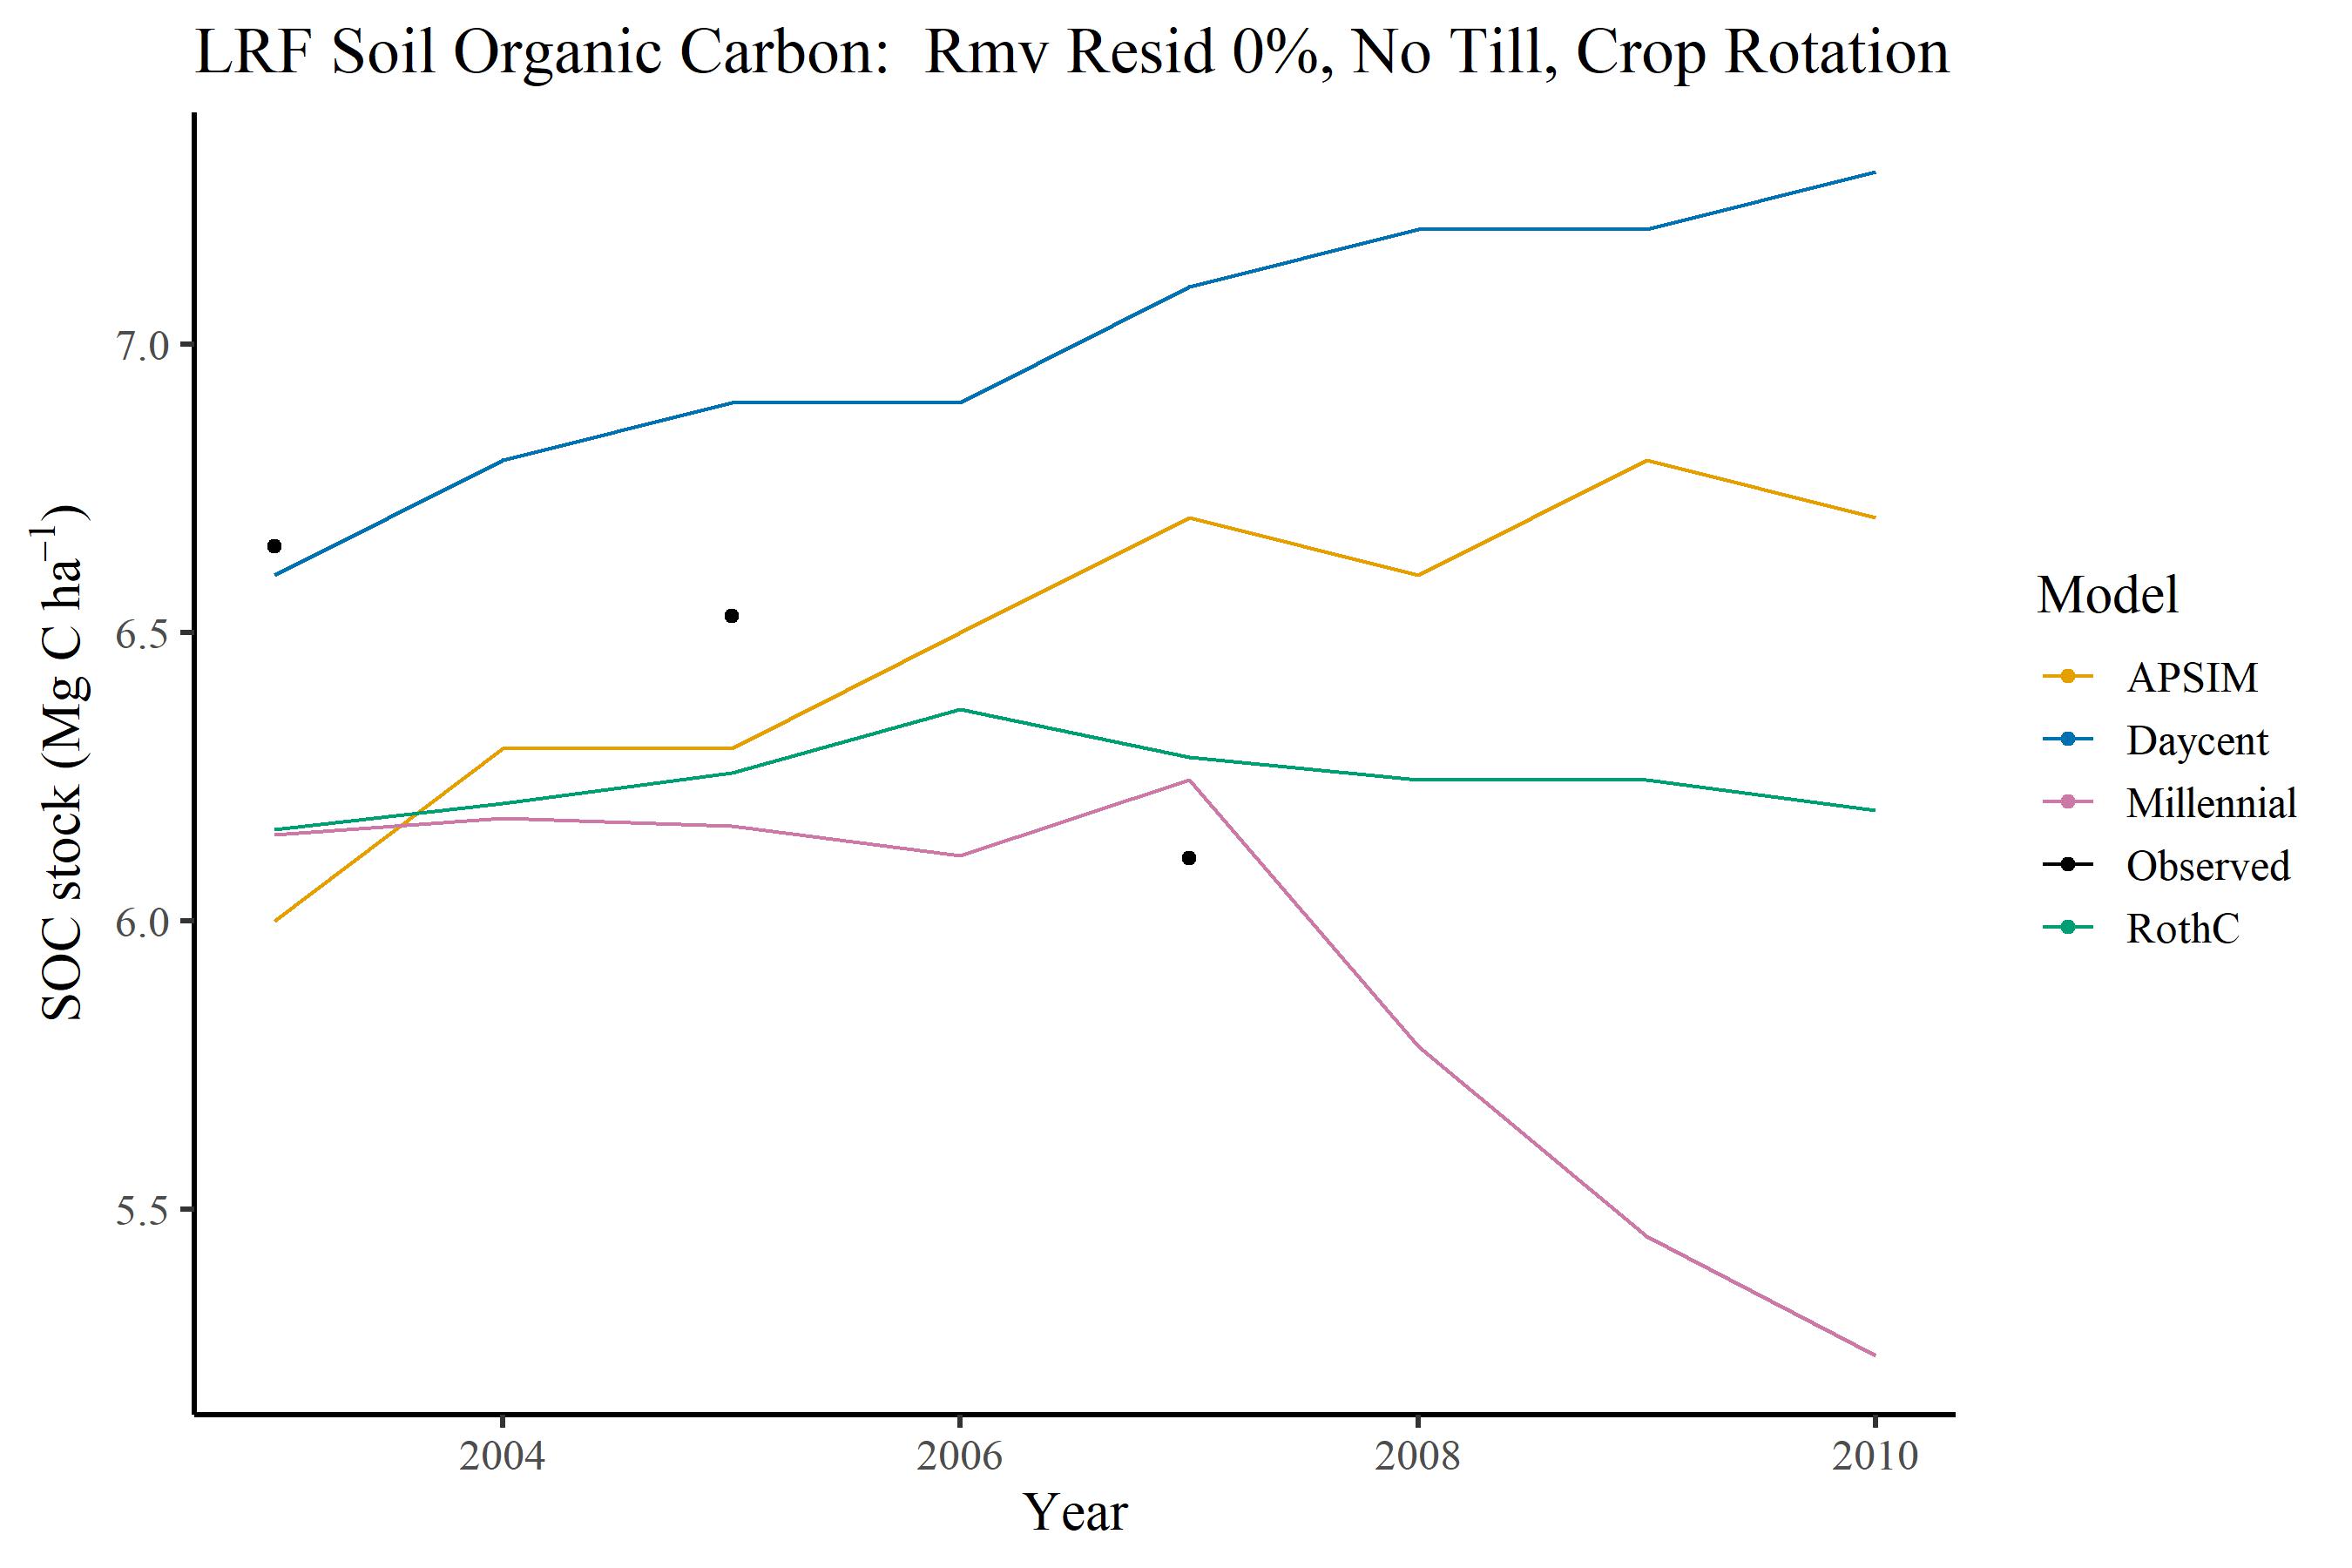 LRF Soil Organic Carbon:  Rmv Resid 0%, No Till, Crop Rotation
SOC stock (Mg C ha⁻¹)
7.0
6.5
6.0
5.5
2004
2006
2008
2010
Year
Model
APSIM
Daycent
Millennial
Observed
RothC